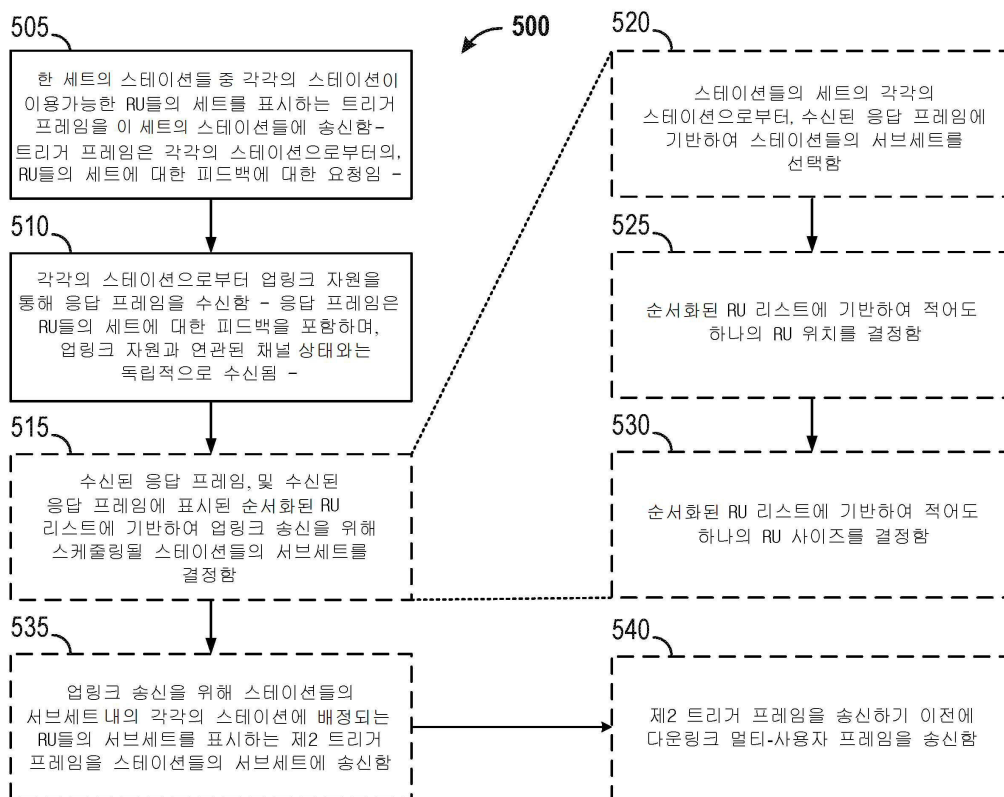 500
505
한 세트의 스테이션들 중 각각의 스테이션이
이용가능한 RU들의 세트를 표시하는 트리거
프레임을 이 세트의 스테이션들에 송신함–
트리거 프레임은 각각의 스테이션으로부터의,
RU들의 세트에 대한 피드백에 대한 요청임 –
510
각각의 스테이션으로부터 업링크 자원을
통해 응답 프레임을 수신함 – 응답 프레임은
RU들의 세트에 대한 피드백을 포함하며,
업링크 자원과 연관된 채널 상태와는
독립적으로 수신됨 –
515
수신된 응답 프레임, 및 수신된
응답 프레임에 표시된 순서화된 RU
리스트에 기반하여 업링크 송신을 위해
스케줄링될 스테이션들의 서브세트를
결정함
520
스테이션들의 세트의 각각의
스테이션으로부터, 수신된 응답 프레임에
기반하여 스테이션들의 서브세트를
선택함
525
순서화된 RU 리스트에 기반하여 적어도
하나의 RU 위치를 결정함
530
순서화된 RU 리스트에 기반하여 적어도
하나의 RU 사이즈를 결정함
535
업링크 송신을 위해 스테이션들의
서브세트 내의 각각의 스테이션에 배정되는
RU들의 서브세트를 표시하는 제2 트리거
프레임을 스테이션들의 서브세트에 송신함
540
제2 트리거 프레임을 송신하기 이전에
다운링크 멀티-사용자 프레임을 송신함